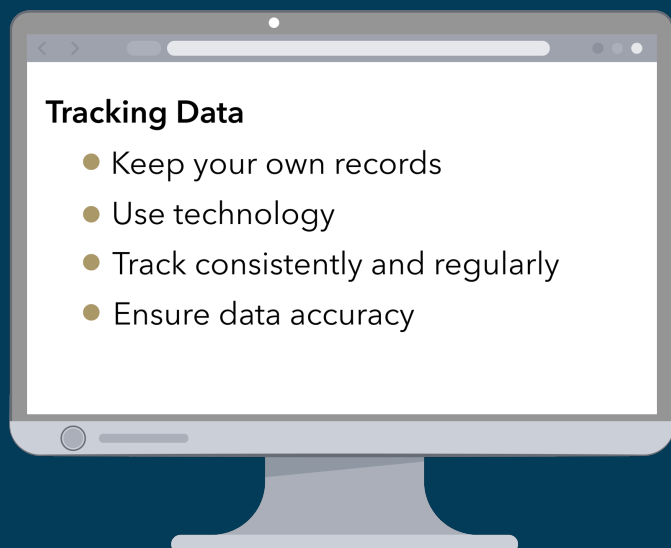 Tracking Data
Keep your own records
Use technology
Track consistently and regularly
Ensure data accuracy